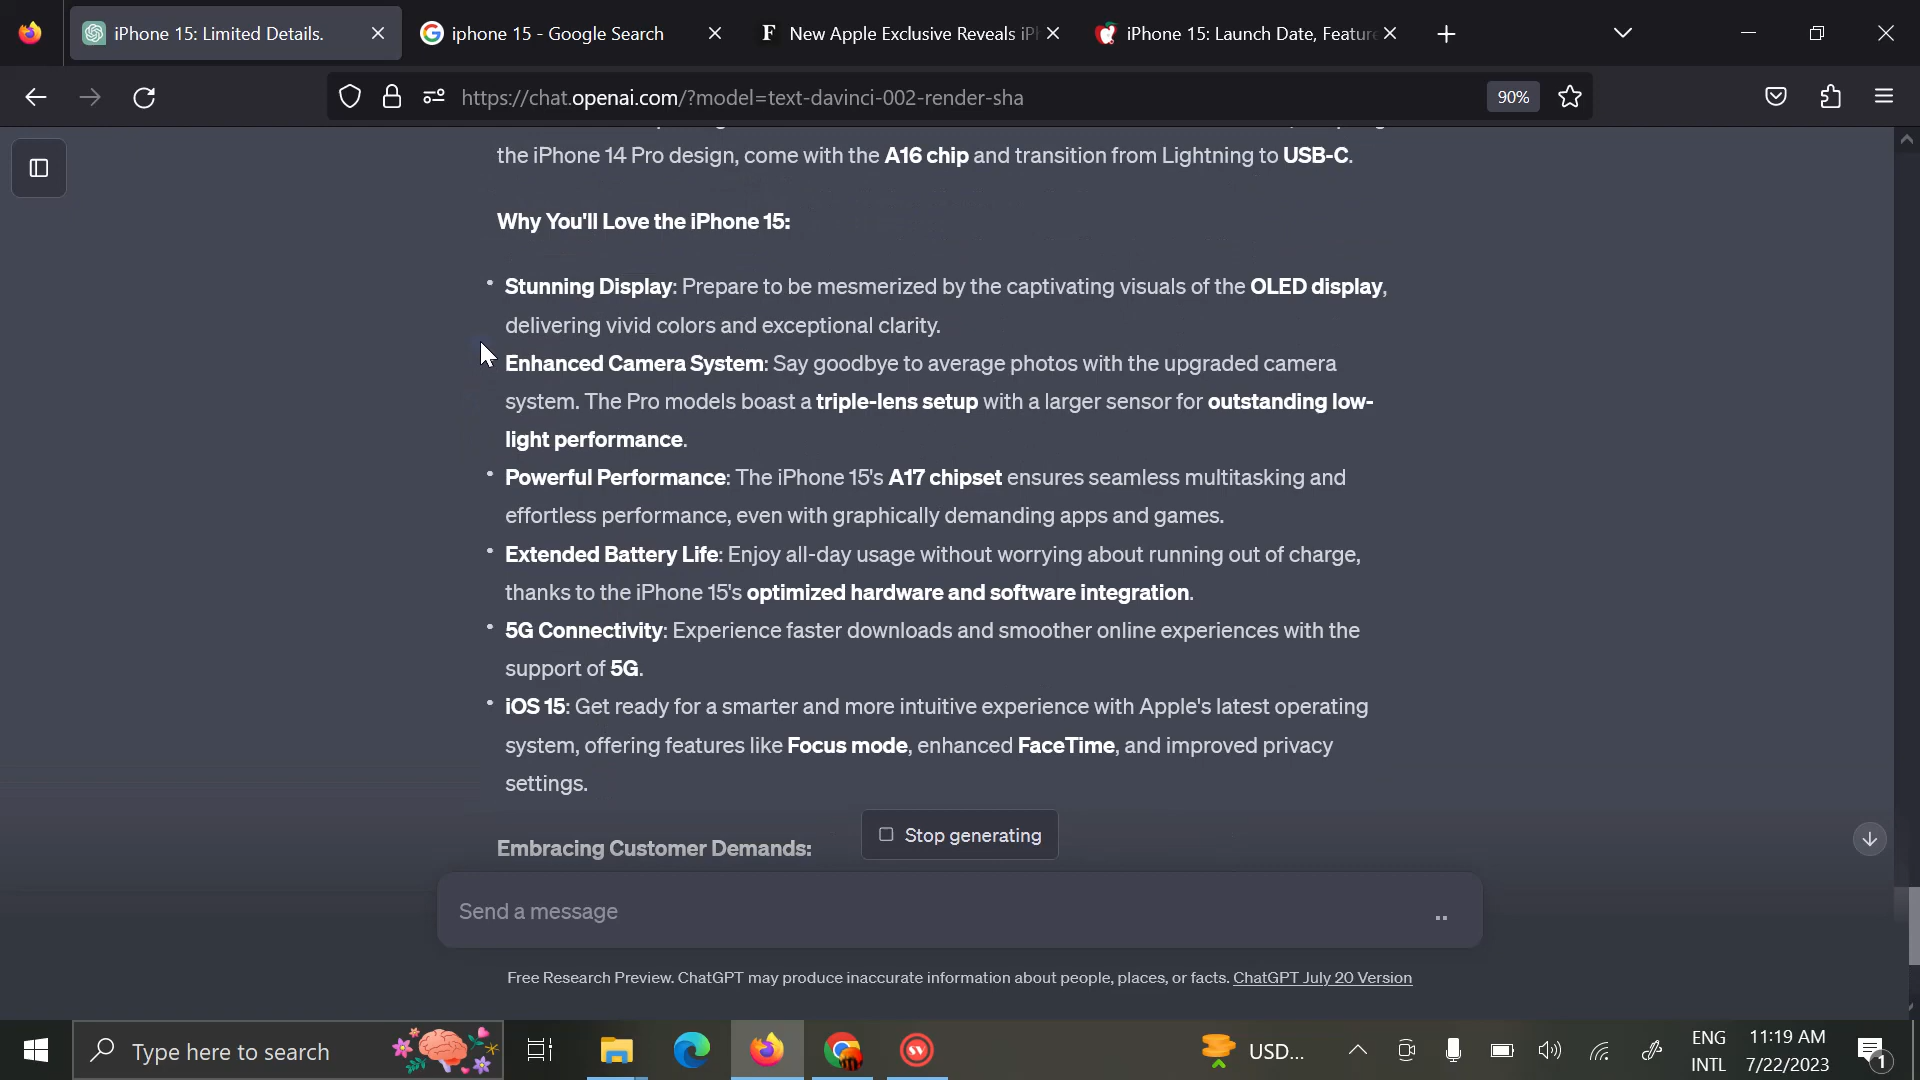 iPhone 15: Limited Details.
iphone 15 - Google Search
New Apple Exclusive Reveals iPh
iPhone 15: Launch Date, Feature
https://chat.openai.com/?model=text-davinci-002-render-sha
90%
the iPhone 14 Pro design, come with the A16 chip and transition from Lightning to USB-C.
Why You'll Love the iPhone 15:
• Stunning Display: Prepare to be mesmerized by the captivating visuals of the OLED display,
delivering vivid colors and exceptional clarity.
Enhanced Camera System: Say goodbye to average photos with the upgraded camera
system. The Pro models boast a triple-lens setup with a larger sensor for outstanding low-
light performance.
• Powerful Performance: The iPhone 15's A17 chipset ensures seamless multitasking and
effortless performance, even with graphically demanding apps and games.
• Extended Battery Life: Enjoy all-day usage without worrying about running out of charge,
thanks to the iPhone 15's optimized hardware and software integration.
• 5G Connectivity: Experience faster downloads and smoother online experiences with the
support of 5G.
• iOS 15: Get ready for a smarter and more intuitive experience with Apple's latest operating
system, offering features like Focus mode, enhanced FaceTime, and improved privacy
settings.
Embracing Customer Demands:
Stop generating
Send a message
Free Research Preview. ChatGPT may produce inaccurate information about people, places, or facts. ChatGPT July 20 Version
Type here to search
USD...
ENG
INTL
11:19 AM
7/22/2023
1